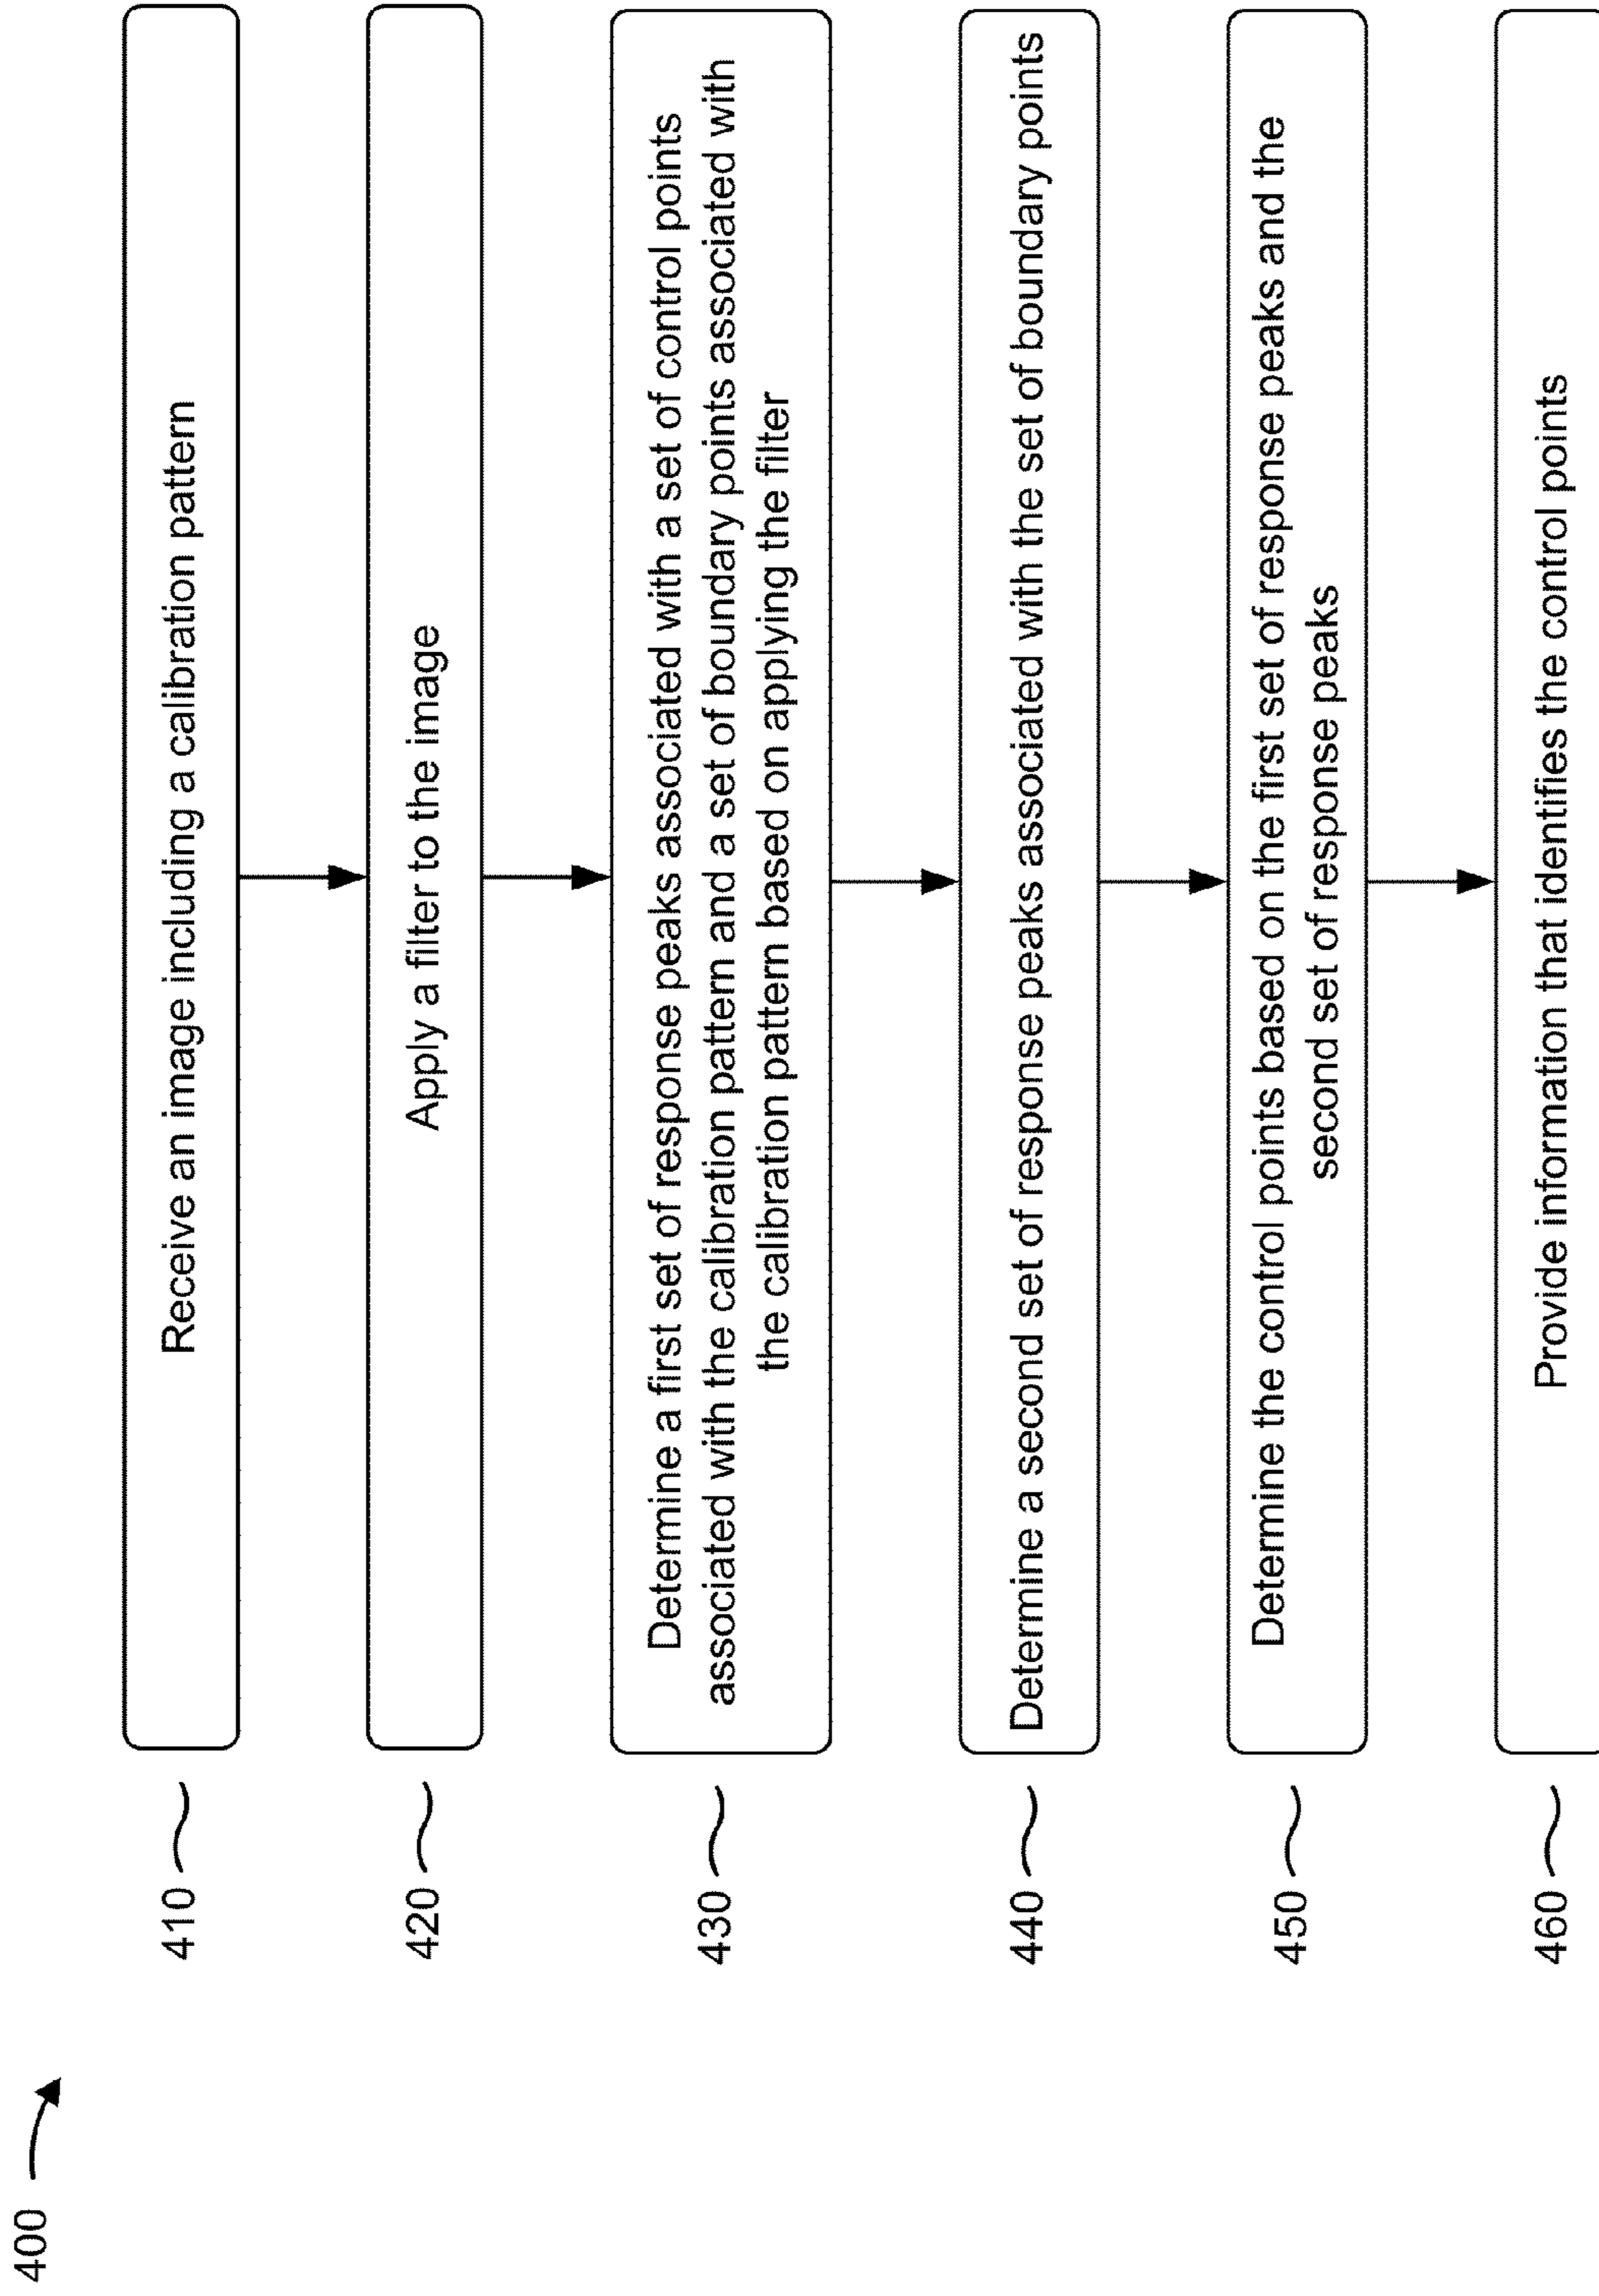 400
410
Receive an image including a calibration pattern
420
Apply a filter to the image
430
Determine a first set of response peaks associated with a set of control points
associated with the calibration pattern and a set of boundary points associated with
the calibration pattern based on applying the filter
440
Determine a second set of response peaks associated with the set of boundary points
450
Determine the control points based on the first set of response peaks and the
second set of response peaks
460
Provide information that identifies the control points